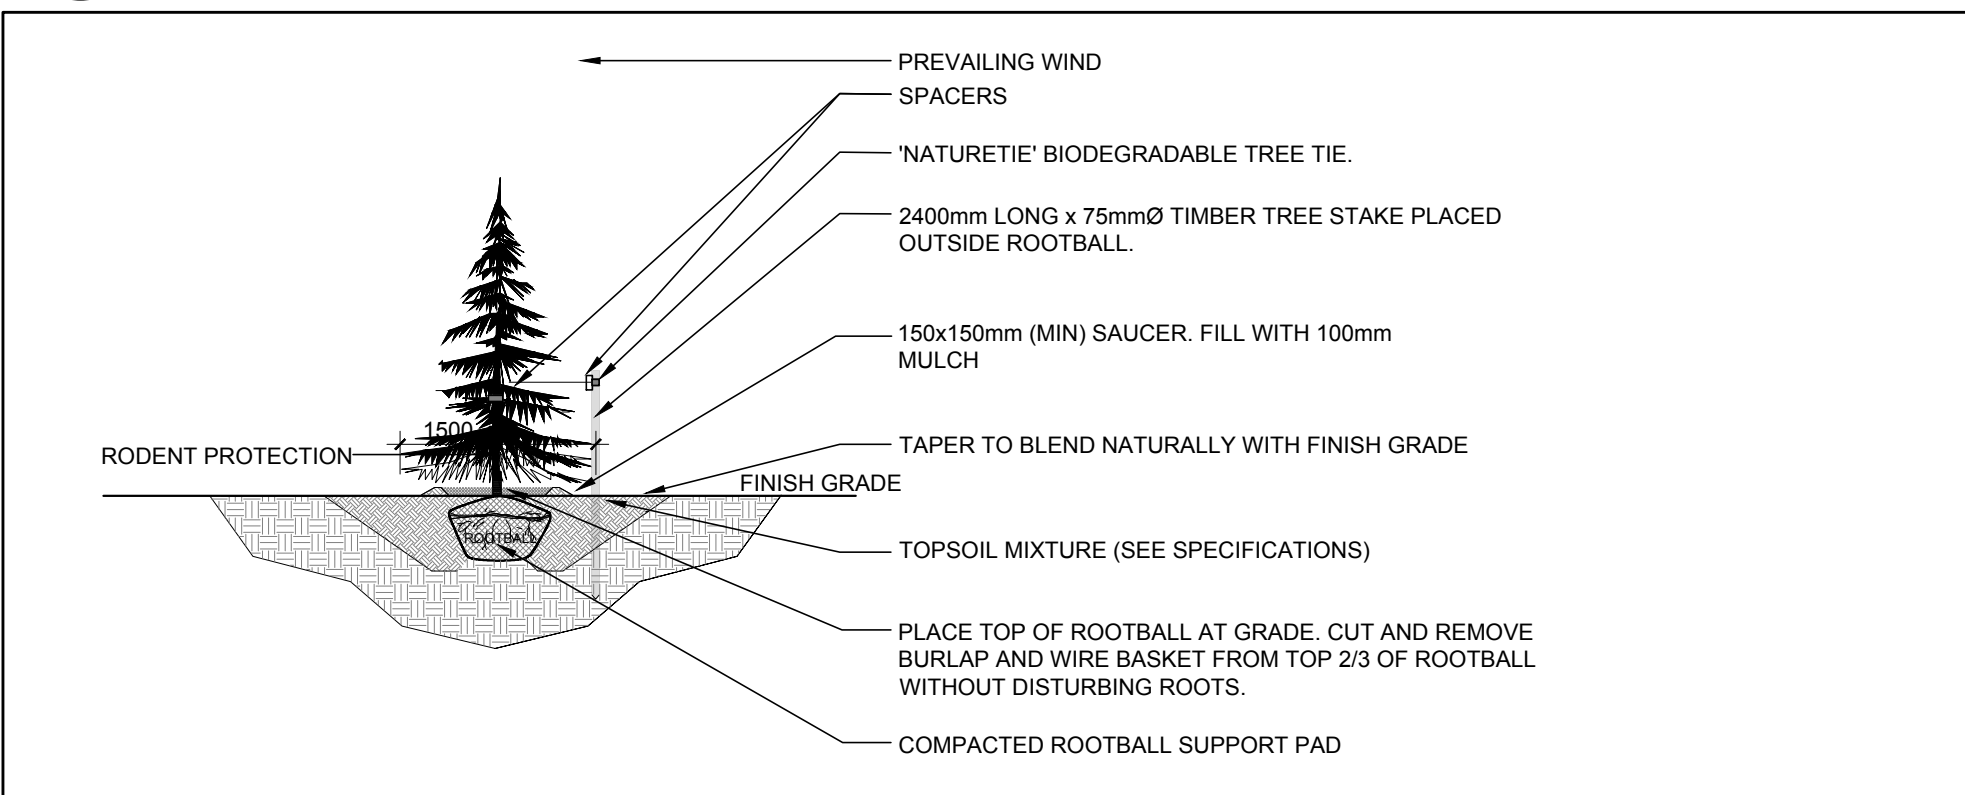 PREVAILING WIND
SPACERS
'NATURETIE' BIODEGRADABLE TREE TIE.
2400mm LONG x 75mmØ TIMBER TREE STAKE PLACED
OUTSIDE ROOTBALL.
150x150mm (MIN) SAUCER. FILL WITH 100mm
MULCH
1500
RODENT PROTECTION
TAPER TO BLEND NATURALLY WITH FINISH GRADE
FINISH GRADE
ROOTBALL
TOPSOIL MIXTURE (SEE SPECIFICATIONS)
PLACE TOP OF ROOTBALL AT GRADE. CUT AND REMOVE
BURLAP AND WIRE BASKET FROM TOP 2/3 OF ROOTBALL
WITHOUT DISTURBING ROOTS.
COMPACTED ROOTBALL SUPPORT PAD